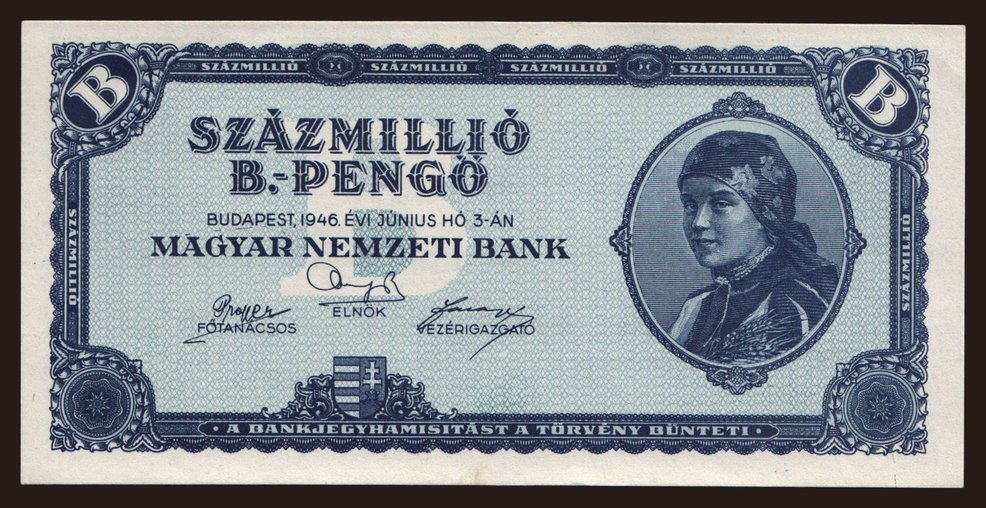 B SZÁZMILLIÓ SZÁZMILLIÓ SZÁZMILLIÓ SZÁZMILLIÓ B
SZÁZMILLIÓ
B.-PENGŐ
BUDAPEST, 1946. ÉVI JÚNIUS HÓ 3-ÁN
MAGYAR NEMZETI BANK
FŐTANÁCSOS
ELNÖK
VEZÉRIGAZGATÓ
SZÁZMILLIÓ
SZÁZMILLIÓ
B
· A BANKJEGYHAMISITÁST A TÖRVÉNY BÜNTETI ·